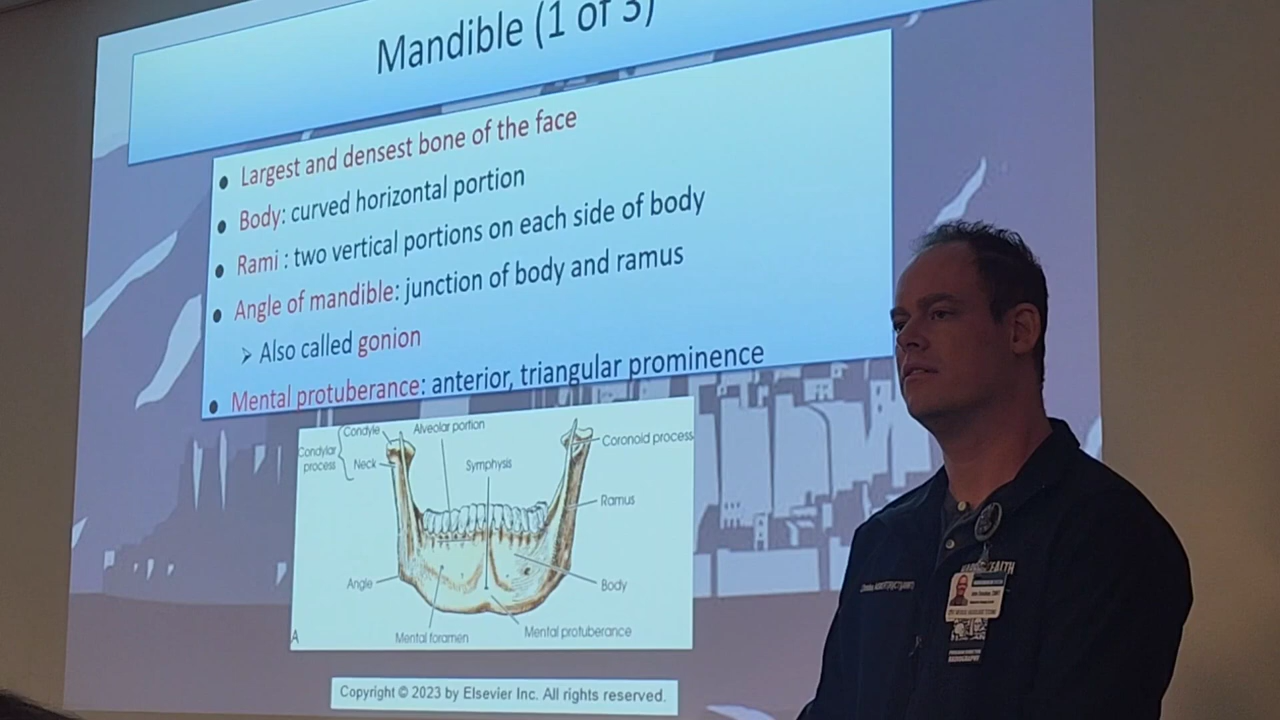 Mandible (1 of 3)
• Largest and densest bone of the face
• Body: curved horizontal portion
• Rami : two vertical portions on each side of body
• Angle of mandible: junction of body and ramus
➢ Also called gonion
• Mental protuberance: anterior, triangular prominence
Condyle
Alveolar portion
Condylar
process
Neck
Symphysis
Coronoid process
Ramus
Angle
Body
Mental foramen
Mental protuberance
A
Copyright © 2023 by Elsevier Inc. All rights reserved.
RADIOGRAPHY